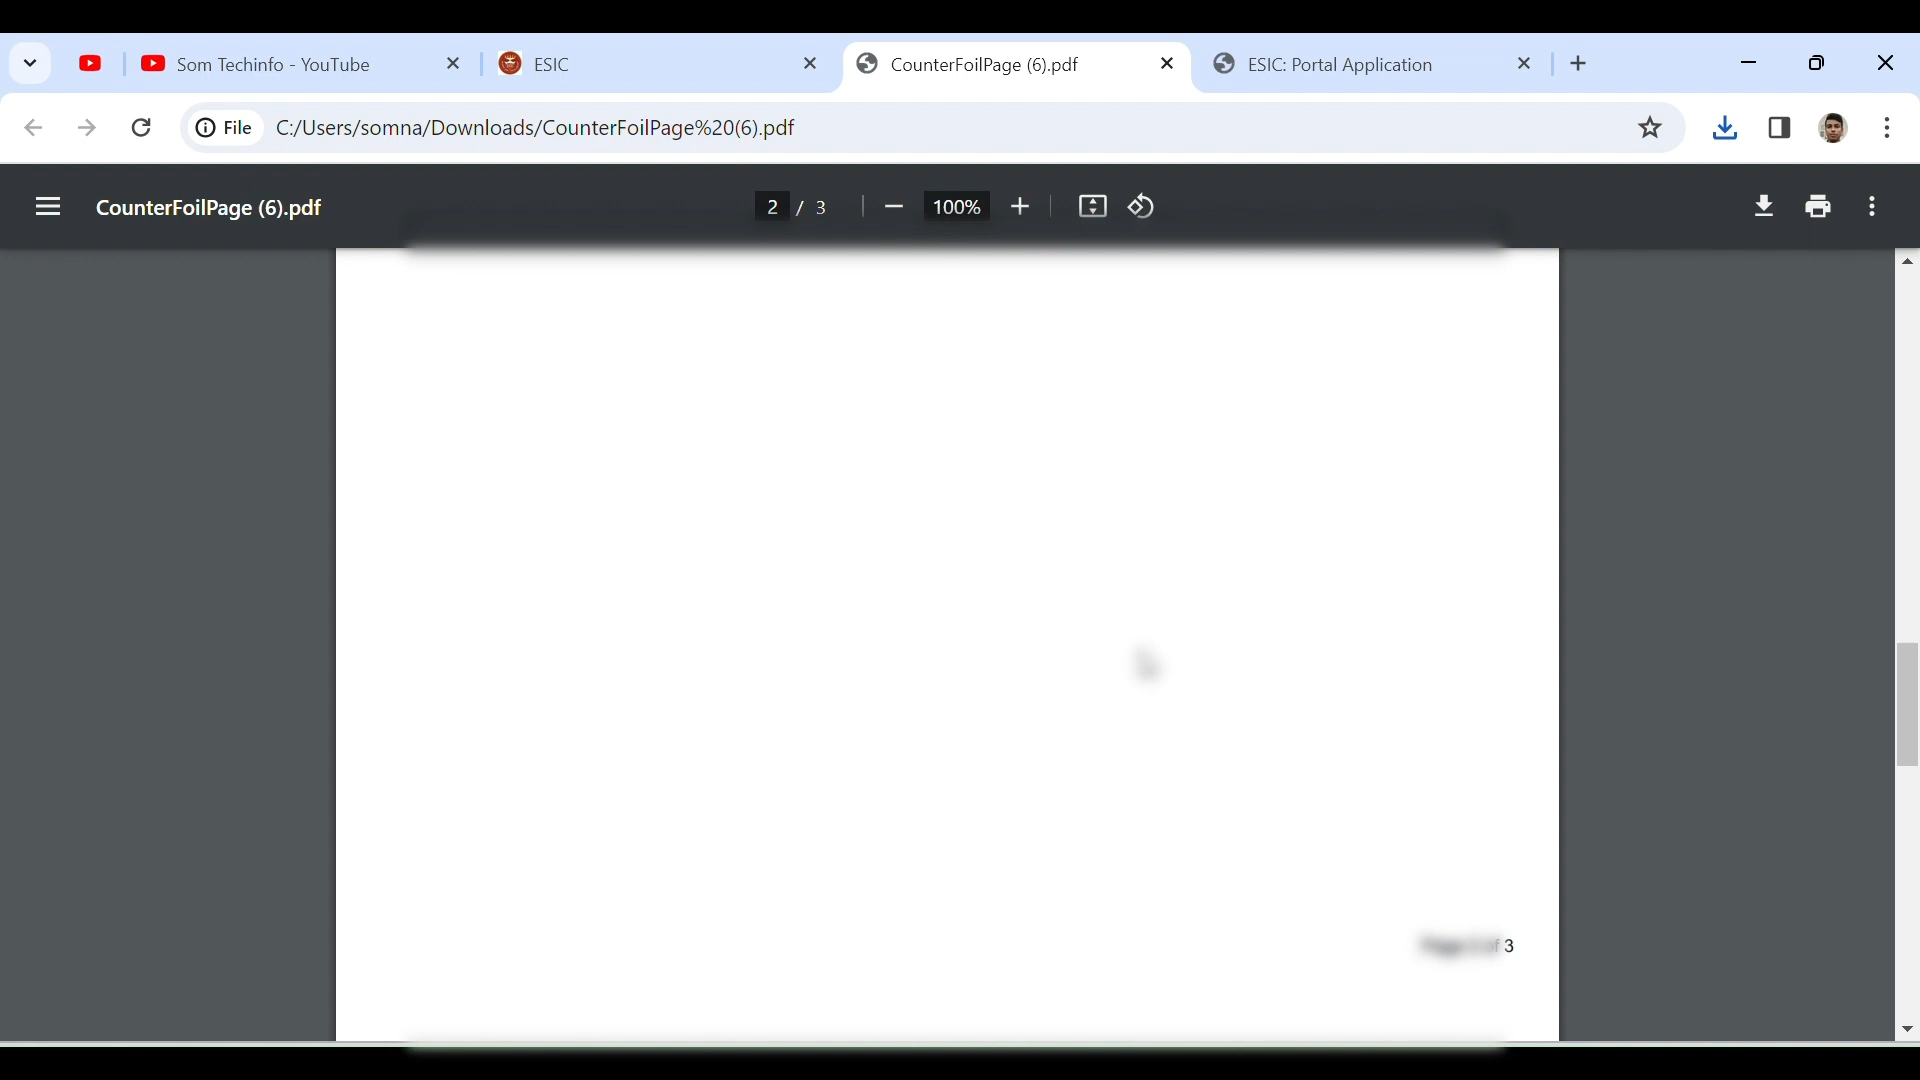 Som Techinfo - YouTube
ESIC
CounterFoilPage (6).pdf
ESIC: Portal Application
File
C:/Users/somna/Downloads/CounterFoilPage%20(6).pdf
CounterFoilPage (6).pdf
2 / 3
100%
3